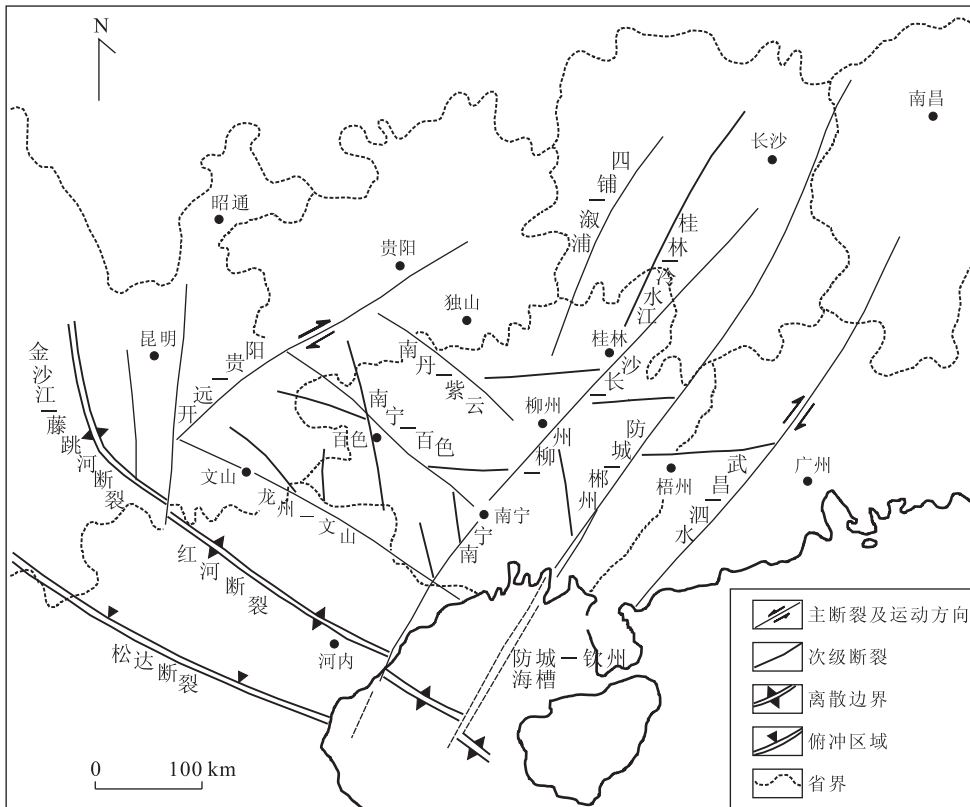 N
南昌
长沙
四铺—溆浦
昭通
桂林—冷水江
贵阳
独山
昆明
桂林
金沙江—藤跳河断裂
开远—贵阳
南丹—紫云
南宁—柳州—长沙
柳州
南宁—百色
百色
郴州—防城
文山
龙州—文山
梧州
泗水—武昌
广州
南宁
红河断裂
松达断裂
河内
防城—钦州
海槽
0
100 km
主断裂及运动方向
次级断裂
离散边界
俯冲区域
省界